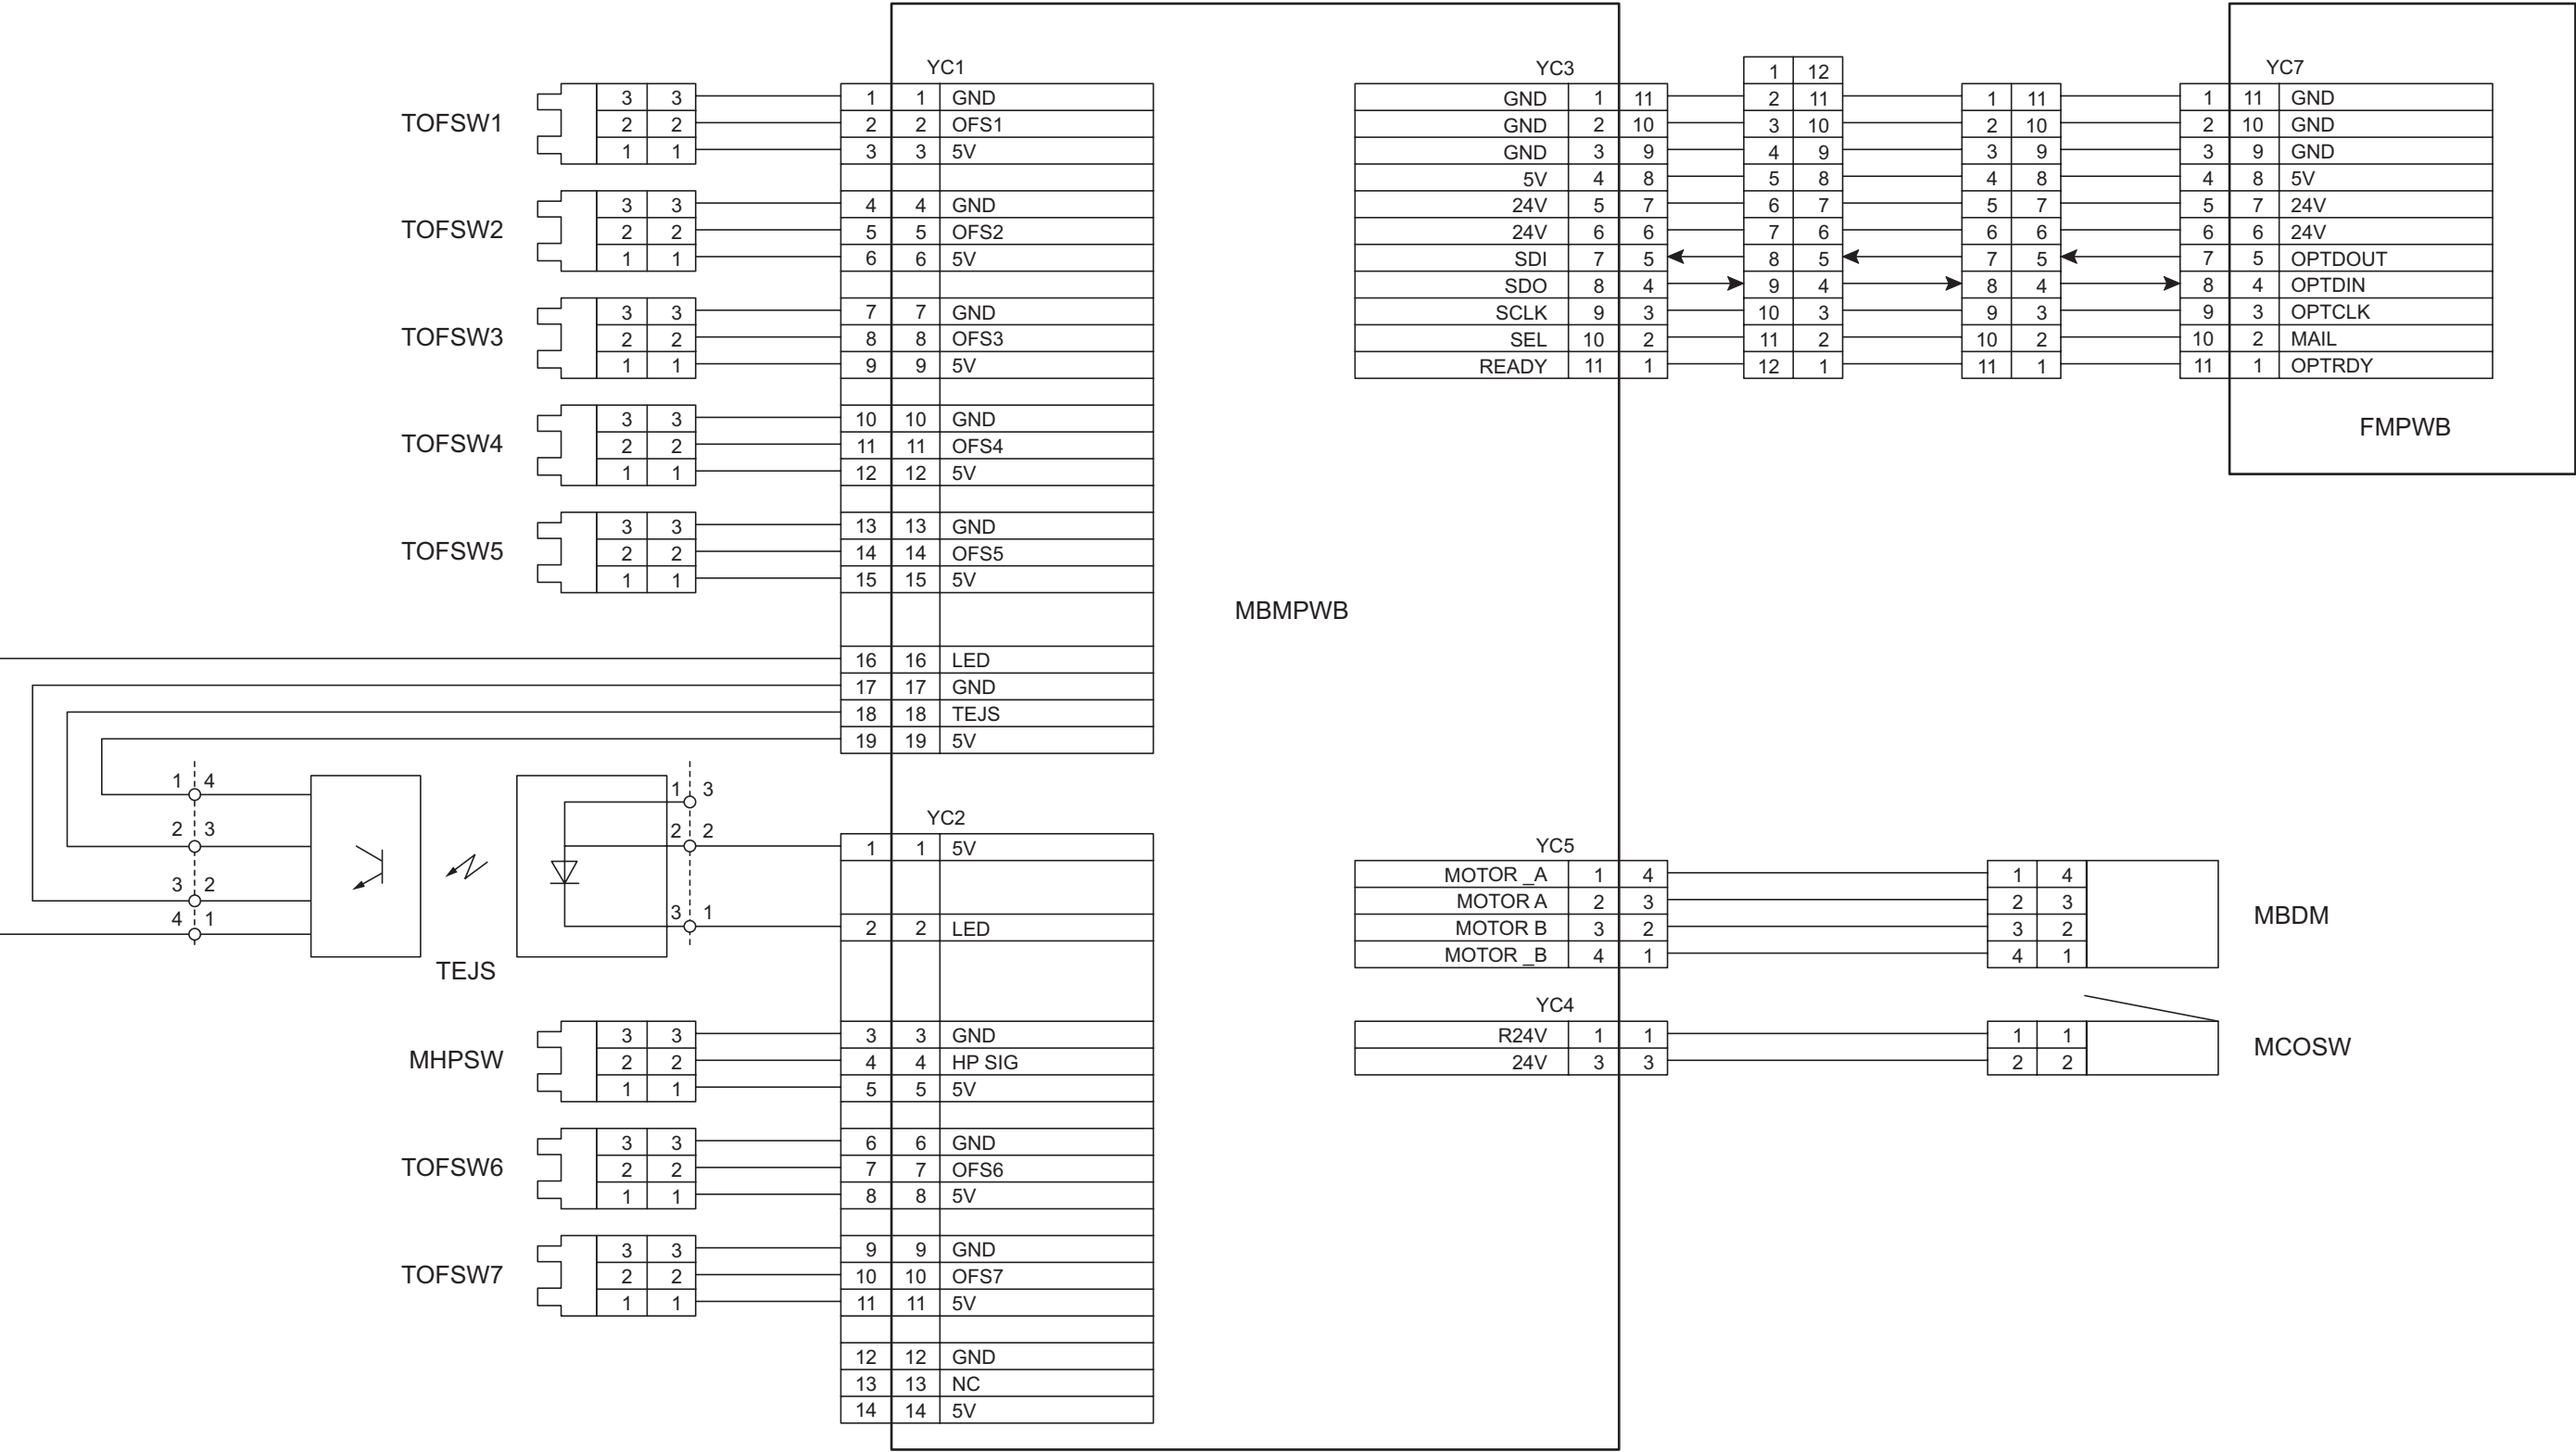 YC1
TOFSW1
3 3 1 1 GND
2 2 2 2 OFS1
1 1 3 3 5V
TOFSW2
3 3 4 4 GND
2 2 5 5 OFS2
1 1 6 6 5V
TOFSW3
3 3 7 7 GND
2 2 8 8 OFS3
1 1 9 9 5V
TOFSW4
3 3 10 10 GND
2 2 11 11 OFS4
1 1 12 12 5V
TOFSW5
3 3 13 13 GND
2 2 14 14 OFS5
1 1 15 15 5V
16 16 LED
17 17 GND
18 18 TEJS
19 19 5V
1 4
2 3
3 2
4 1
1 3
2 2
3 1
TEJS
YC2
1 1 5V
2 2 LED
MHPSW
3 3 3 3 GND
2 2 4 4 HP SIG
1 1 5 5 5V
TOFSW6
3 3 6 6 GND
2 2 7 7 OFS6
1 1 8 8 5V
TOFSW7
3 3 9 9 GND
2 2 10 10 OFS7
1 1 11 11 5V
12 12 GND
13 13 NC
14 14 5V
MBMPWB
YC3
YC7
1 12
GND 1 11 2 11 1 11 1 11 GND
GND 2 10 3 10 2 10 2 10 GND
GND 3 9 4 9 3 9 3 9 GND
5V 4 8 5 8 4 8 4 8 5V
24V 5 7 6 7 5 7 5 7 24V
24V 6 6 7 6 6 6 6 6 24V
SDI 7 5 8 5 7 5 7 5 OPTDOUT
SDO 8 4 9 4 8 4 8 4 OPTDIN
SCLK 9 3 10 3 9 3 9 3 OPTCLK
SEL 10 2 11 2 10 2 10 2 MAIL
READY 11 1 12 1 11 1 11 1 OPTRDY
FMPWB
YC5
MOTOR _A 1 4 1 4
MOTOR A 2 3 2 3
MOTOR B 3 2 3 2
MOTOR _B 4 1 4 1
MBDM
YC4
R24V 1 1 1 1
24V 3 3 2 2
MCOSW